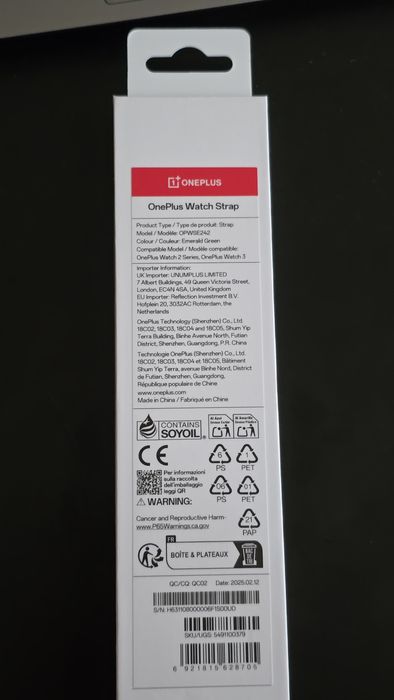 ONEPLUS
OnePlus Watch Strap
Product Type / Type de produit: Strap
Model / Modèle: OPWSE242
Colour / Couleur: Emerald Green
Compatible Model / Modèle compatible:
OnePlus Watch 2 Series, OnePlus Watch 3
Importer Information:
UK Importer: UNUMPLUS LIMITED
7 Albert Buildings, 49 Queen Victoria Street,
London, EC4N 4SA, United Kingdom
EU Importer: Reflection Investment B.V.
Hofplein 20, 3032AC Rotterdam, the
Netherlands
OnePlus Technology (Shenzhen) Co., Ltd.
18C02, 18C03, 18C04 and 18C05, Shum Yip
Terra Building, Binhe Avenue North, Futian
District, Shenzhen, Guangdong, P.R. China
Technologie OnePlus (Shenzhen) Co., Ltd.
18C02, 18C03, 18C04 et 18C05, Bâtiment
Shum Yip Terra, avenue Binhe Nord, District
de Futian, Shenzhen, Guangdong,
République populaire de Chine
www.oneplus.com
Made in China / Fabriqué en Chine
CONTAINS
SOYOIL
CE
6
PS
1
PET
Per informazioni
sulla raccolta
dell'imballaggio
leggi QR
06
PS
01
PET
WARNING:
Cancer and Reproductive Harm-
www.P65Warnings.ca.gov
21
PAP
FR
BOÎTE & PLATEAUX
BAC
DE
TRI
QC/CQ: QC02 Date: 2025.02.12
S/N: H631108000006F1S00U0
SKU/UGS: 5491100379
6 921815 628705